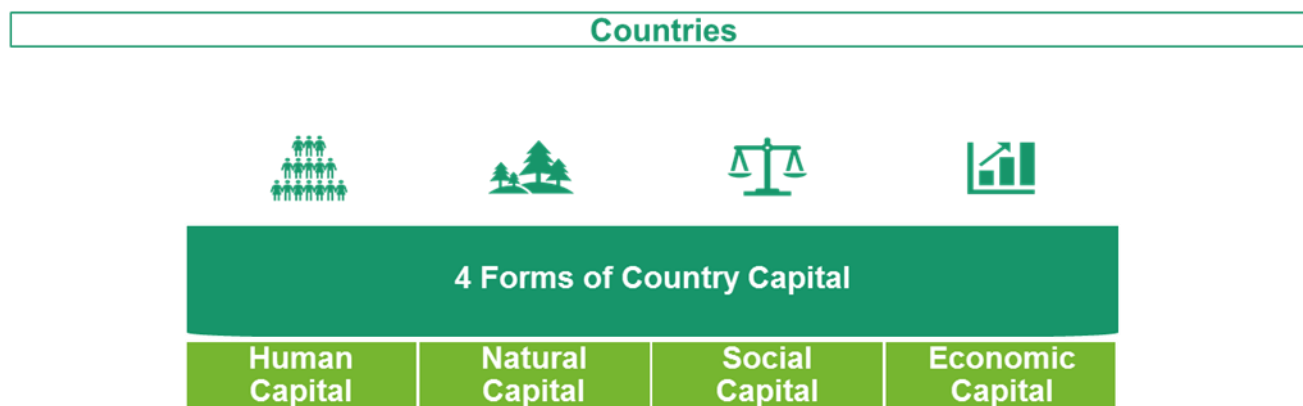 Countries
4 Forms of Country Capital
Human Natural Social Economic
Capital Capital Capital Capital